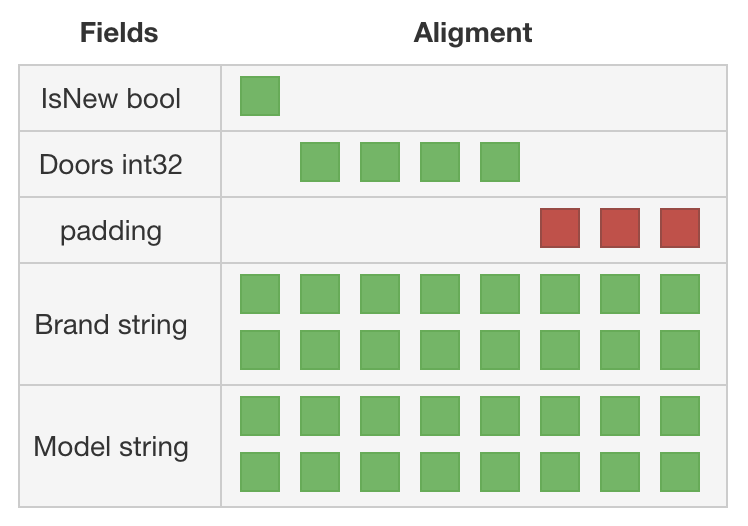 Fields Aligment
IsNew bool
Doors int32
padding
Brand string
Model string